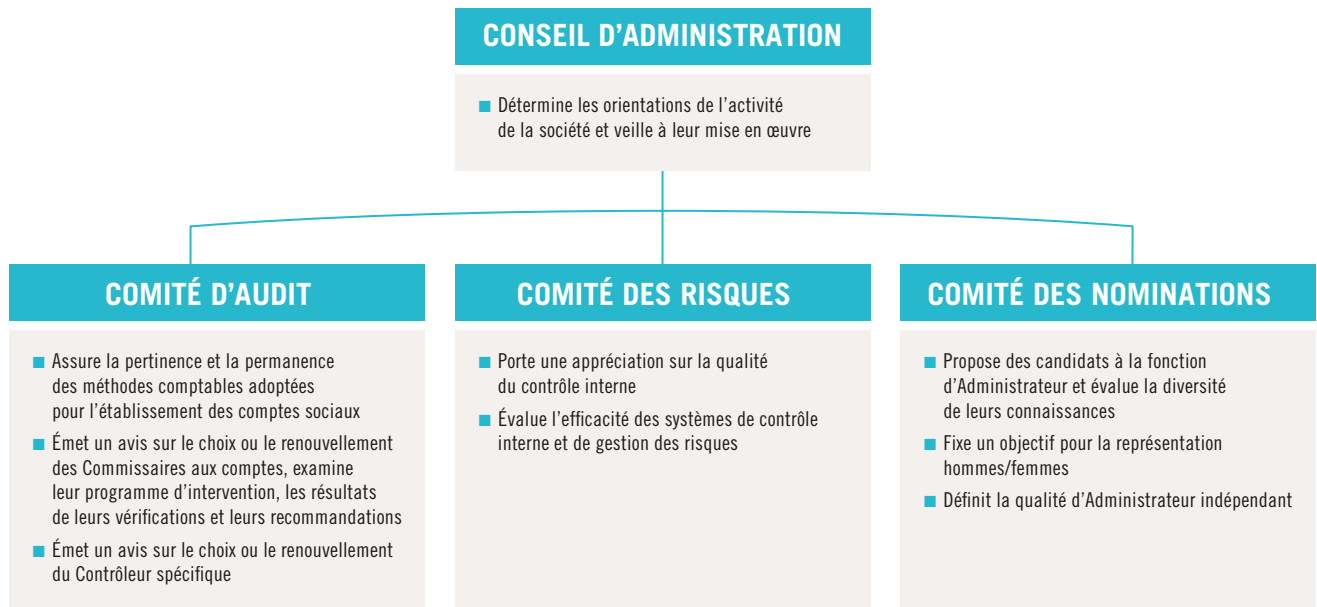 CONSEIL D'ADMINISTRATION
■ Détermine les orientations de l'activité
de la société et veille à leur mise en œuvre
COMITÉ D'AUDIT
■ Assure la pertinence et la permanence
des méthodes comptables adoptées
pour l'établissement des comptes sociaux
■ Émet un avis sur le choix ou le renouvellement
des Commissaires aux comptes, examine
leur programme d'intervention, les résultats
de leurs vérifications et leurs recommandations
■ Émet un avis sur le choix ou le renouvellement
du Contrôleur spécifique
COMITÉ DES RISQUES
■ Porte une appréciation sur la qualité
du contrôle interne
■ Évalue l'efficacité des systèmes de contrôle
interne et de gestion des risques
COMITÉ DES NOMINATIONS
■ Propose des candidats à la fonction
d'Administrateur et évalue la diversité
de leurs connaissances
■ Fixe un objectif pour la représentation
hommes/femmes
■ Définit la qualité d'Administrateur indépendant